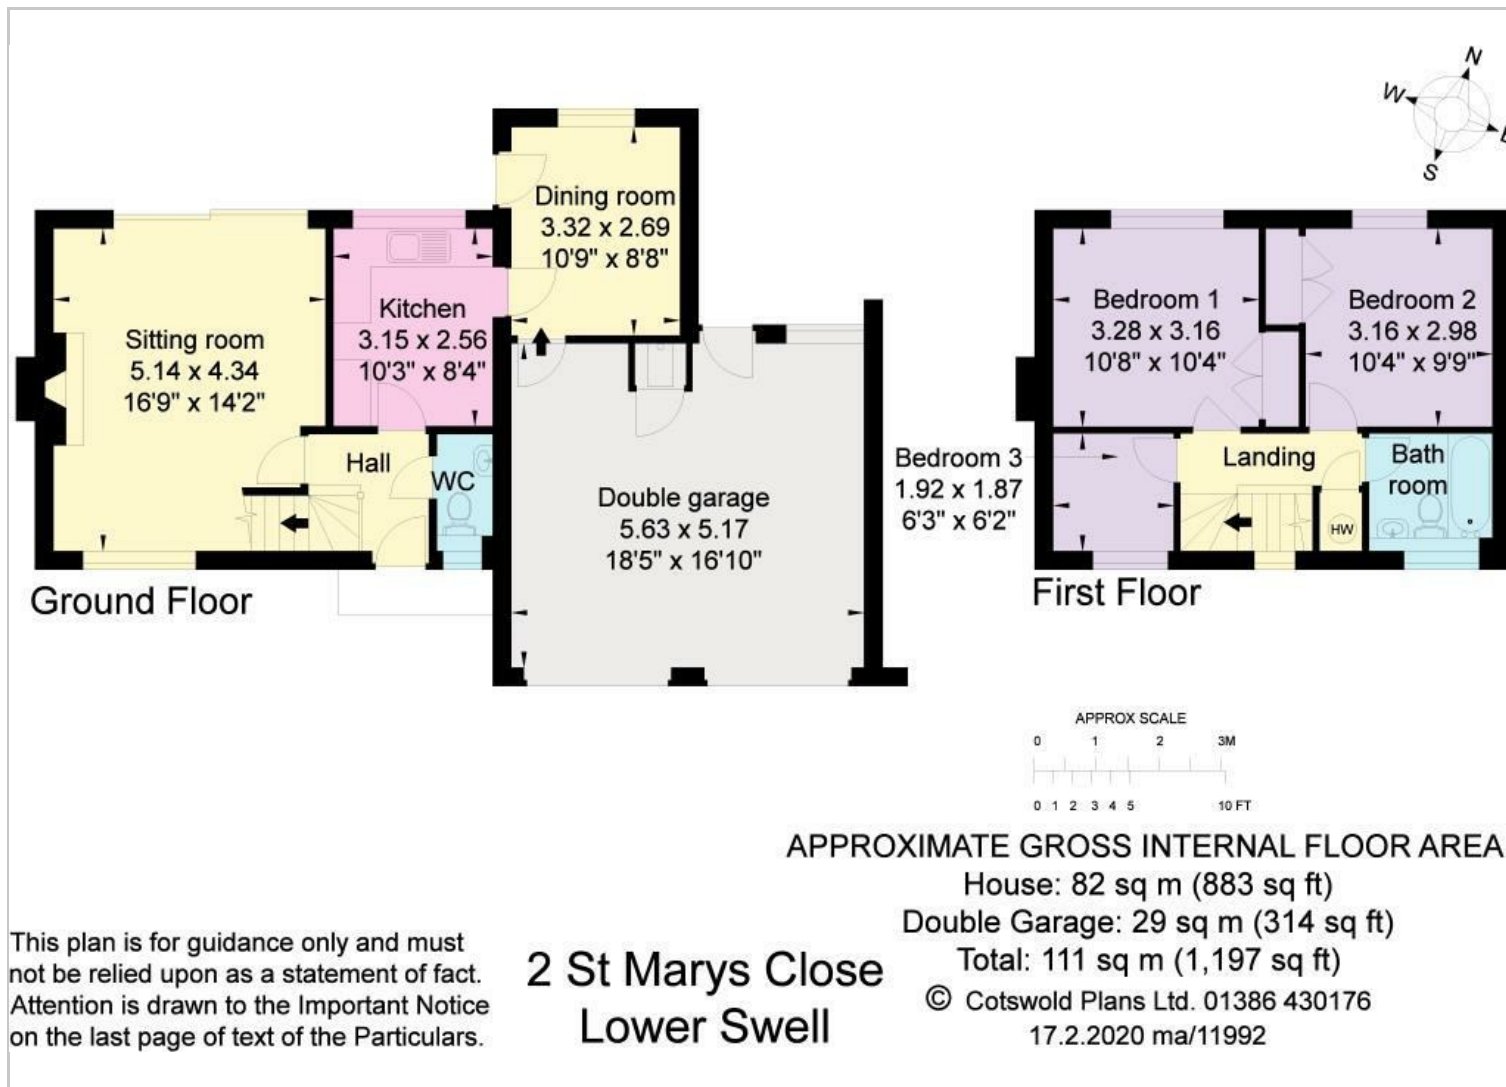 N
W
E
S
Dining room
3.32 x 2.69
10'9" x 8'8"
Kitchen
3.15 x 2.56
10'3" x 8'4"
Sitting room
5.14 x 4.34
16'9" x 14'2"
Hall
WC
Double garage
5.63 x 5.17
18'5" x 16'10"
Ground Floor
Bedroom 1
3.28 x 3.16
10'8" x 10'4"
Bedroom 2
3.16 x 2.98
10'4" x 9'9"
Bedroom 3
1.92 x 1.87
6'3" x 6'2"
Landing
Bath
room
HW
First Floor
APPROX SCALE
0 1 2 3M
0 1 2 3 4 5 10 FT
APPROXIMATE GROSS INTERNAL FLOOR AREA
House: 82 sq m (883 sq ft)
Double Garage: 29 sq m (314 sq ft)
Total: 111 sq m (1,197 sq ft)
© Cotswold Plans Ltd. 01386 430176
17.2.2020 ma/11992
2 St Marys Close
Lower Swell
This plan is for guidance only and must
not be relied upon as a statement of fact.
Attention is drawn to the Important Notice
on the last page of text of the Particulars.